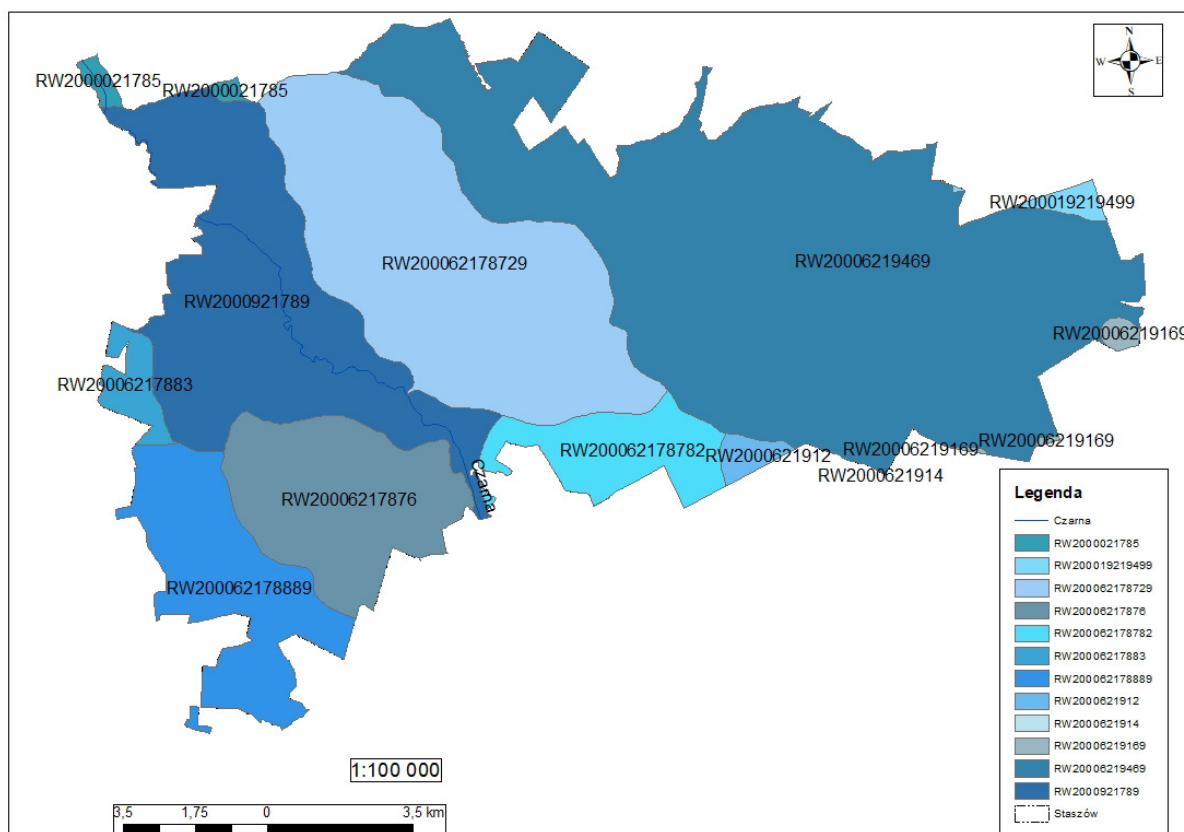 N
W E
S
RW2000021785
RW2000021785
RW200019219499
RW200062178729
RW20006219469
RW2000921789
RW20006219169
RW20006217883
RW200062178782
RW2000621912
RW20006219169
RW20006219169
RW2000621914
Czarna
RW20006217876
RW200062178889
Legenda
Czarna
RW2000021785
RW200019219499
RW200062178729
RW20006217876
RW200062178782
RW20006217883
RW200062178889
RW2000621912
RW2000621914
RW20006219169
RW20006219469
RW2000921789
Staszów
1:100 000
3,5 1,75 0 3,5 km